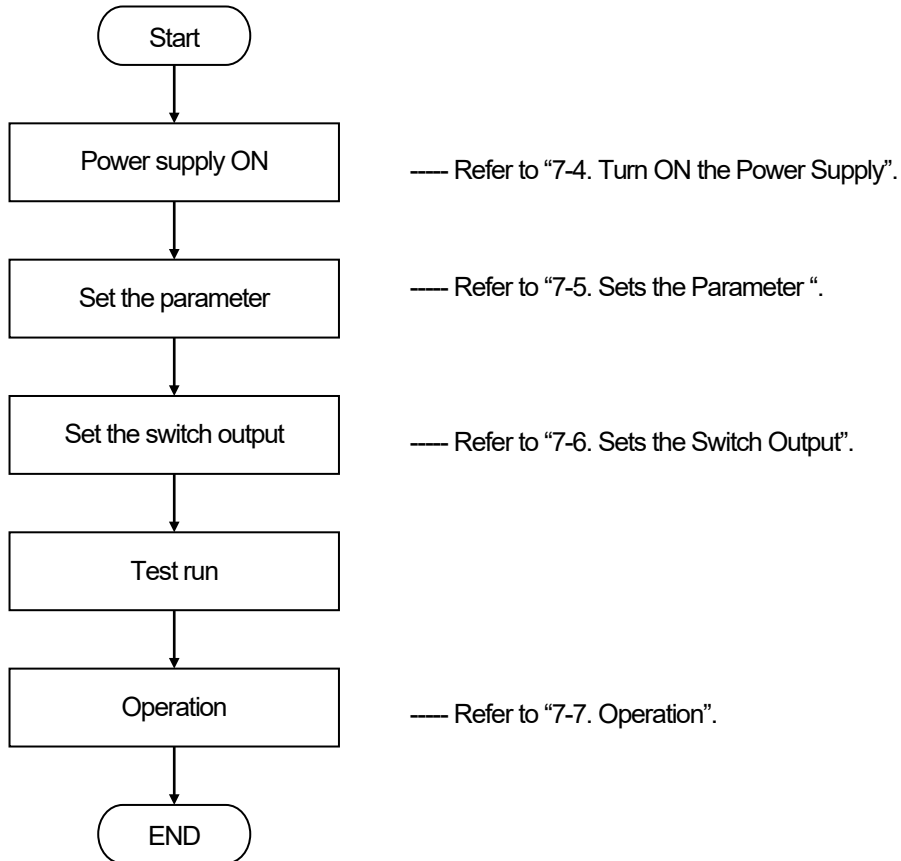 Start
Power supply ON
----- Refer to “7-4. Turn ON the Power Supply”.
Set the parameter
----- Refer to “7-5. Sets the Parameter “.
Set the switch output
----- Refer to “7-6. Sets the Switch Output”.
Test run
Operation
----- Refer to “7-7. Operation”.
END